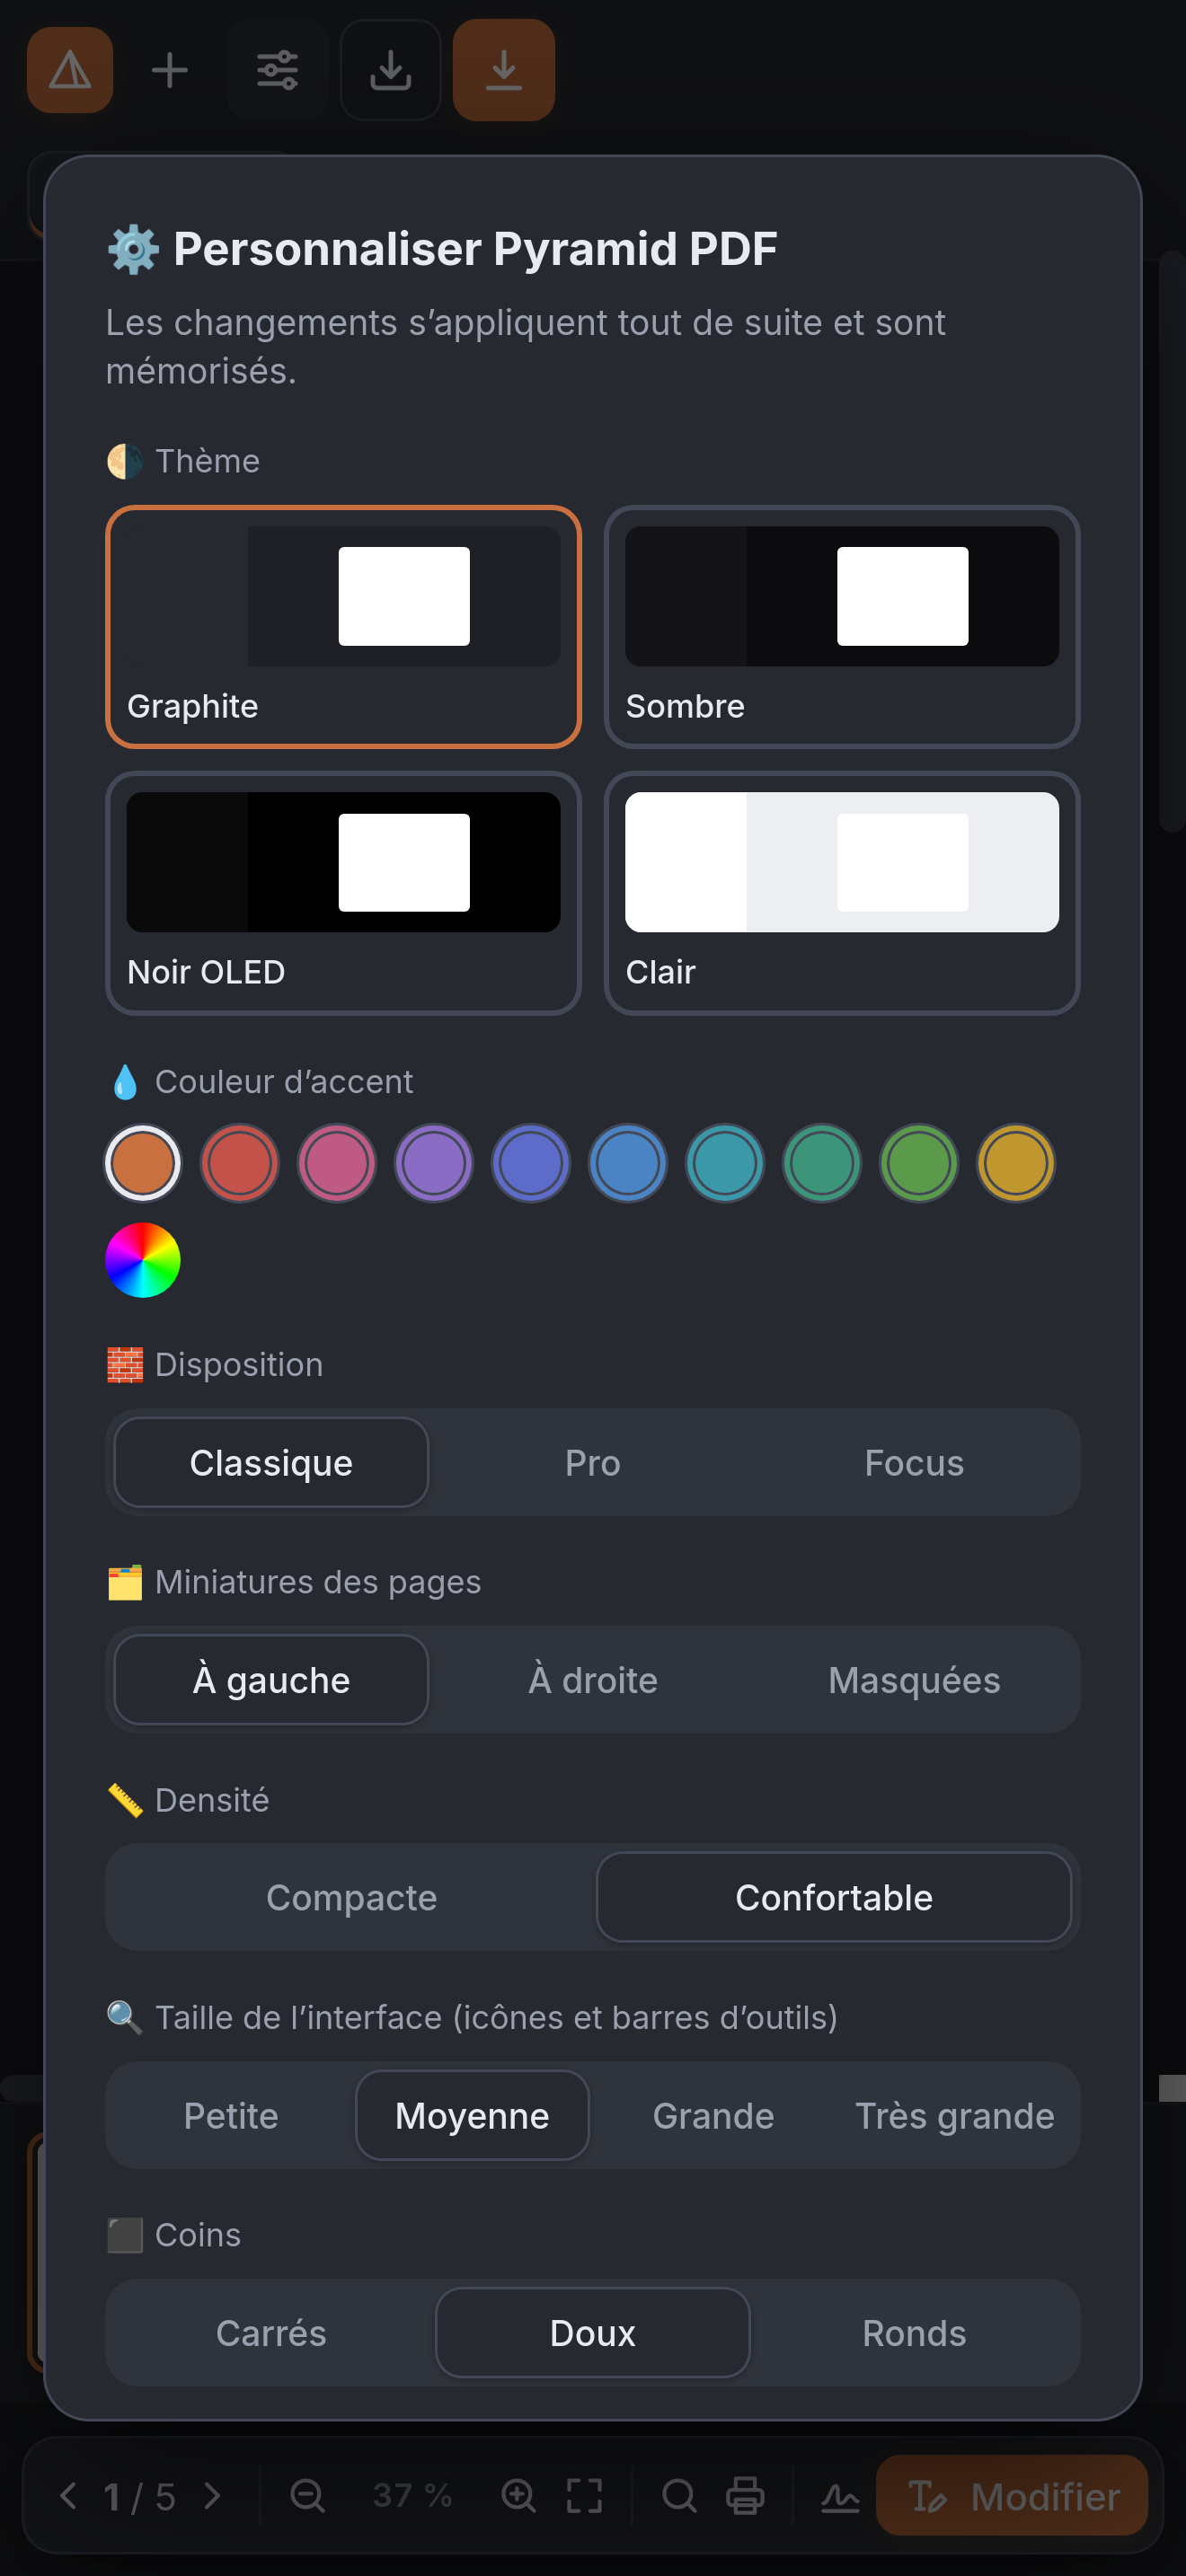 Personnaliser Pyramid PDF
Les changements s’appliquent tout de suite et sont
mémorisés.
Thème
Graphite
Sombre
Noir OLED
Clair
Couleur d’accent
Disposition
Classique
Pro
Focus
Miniatures des pages
À gauche
À droite
Masquées
Densité
Compacte
Confortable
Taille de l’interface (icônes et barres d’outils)
Petite
Moyenne
Grande
Très grande
Coins
Carrés
Doux
Ronds
1 / 5
37 %
Modifier